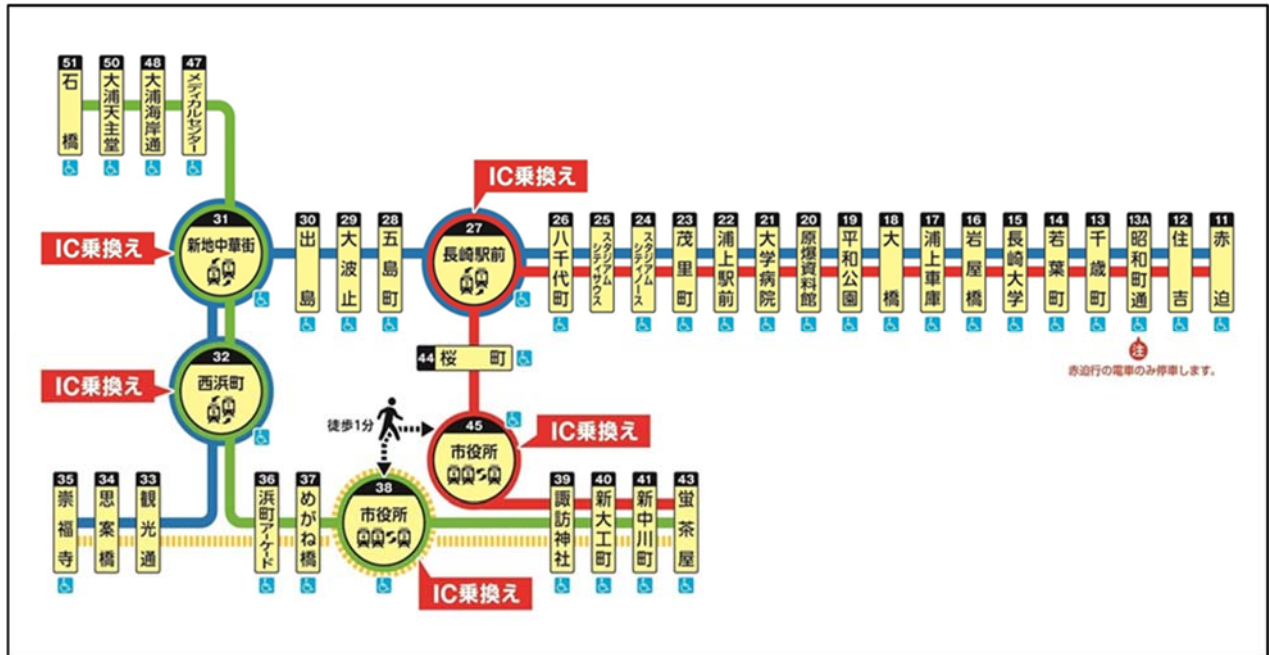 51 石橋
50 大浦天主堂
48 大浦海岸通
47 メディカルセンター
IC乗換え
31 新地中華街
IC乗換え
30 出島
29 大波止
28 五島町
IC乗換え
27 長崎駅前
26 八千代町
25 スタジアムシティサウス
24 スタジアムシティノース
23 茂里町
22 浦上駅前
21 大学病院
20 原爆資料館
19 平和公園
18 大橋
17 浦上車庫
16 岩屋橋
15 長崎大学
14 若葉町
13 千歳町
13A 昭和町通
12 住吉
11 赤迫
注
赤迫行の電車のみ停車します。
32 西浜町
IC乗換え
44 桜町
徒歩1分
45 市役所
IC乗換え
35 崇福寺
34 思案橋
33 観光通
36 浜町アーケード
37 めがね橋
38 市役所
IC乗換え
39 諏訪神社
40 新大工町
41 新中川町
43 蛍茶屋